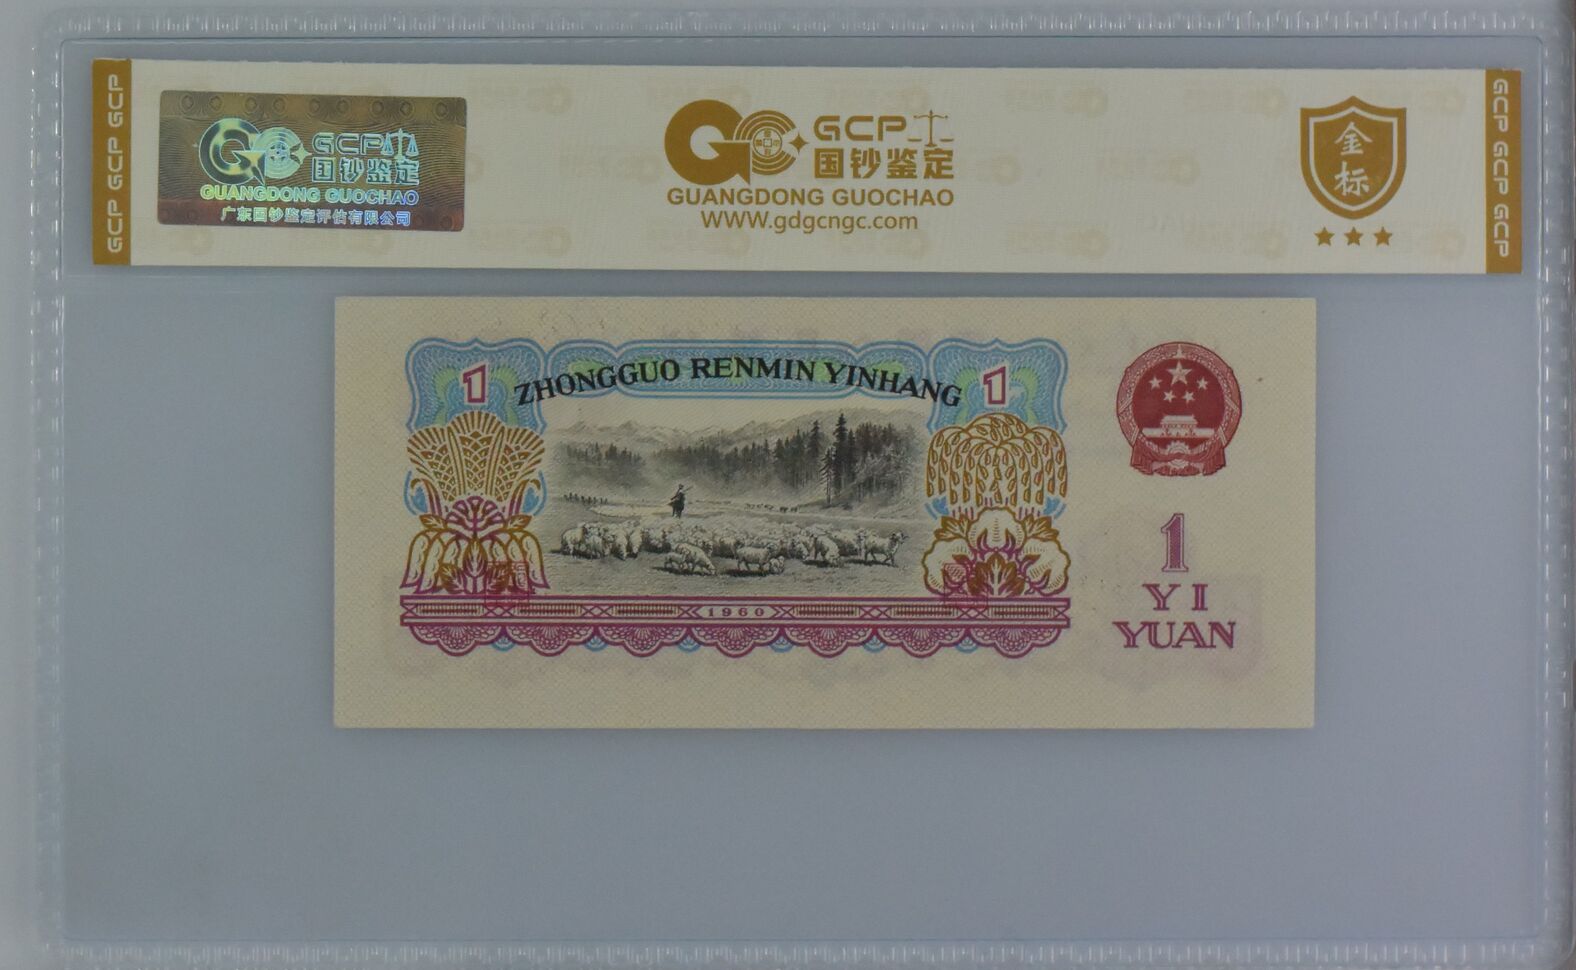 GCP GCP GCP
GCP
国钞鉴定
GUANGDONG GUOCHAO
广东国钞鉴定评估有限公司
GCP
国钞鉴定
GUANGDONG GUOCHAO
WWW.gdgcngc.com
金
标
GCP GCP GCP
1
ZHONGGUO RENMIN YINHANG
1
1960
1
YI
YUAN